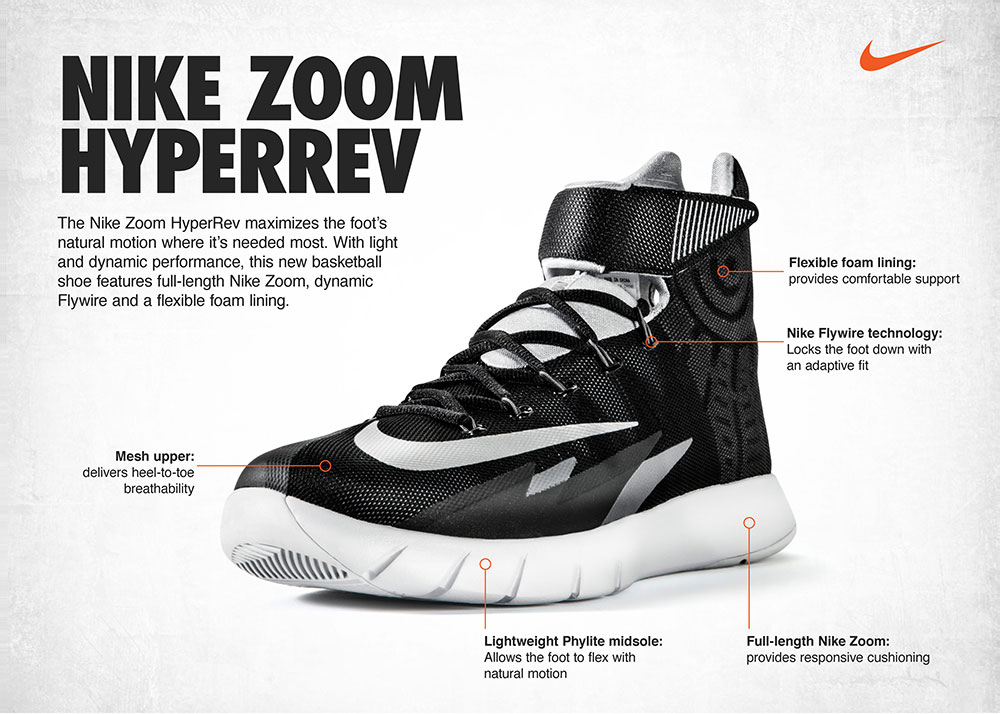 NIKE ZOOM
HYPERREV
The Nike Zoom HyperRev maximizes the foot's
natural motion where it's needed most. With light
and dynamic performance, this new basketball
shoe features full-length Nike Zoom, dynamic
Flywire and a flexible foam lining.
Flexible foam lining:
provides comfortable support
Nike Flywire technology:
Locks the foot down with
an adaptive fit
Mesh upper:
delivers heel-to-toe
breathability
Lightweight Phylite midsole:
Allows the foot to flex with
natural motion
Full-length Nike Zoom:
provides responsive cushioning